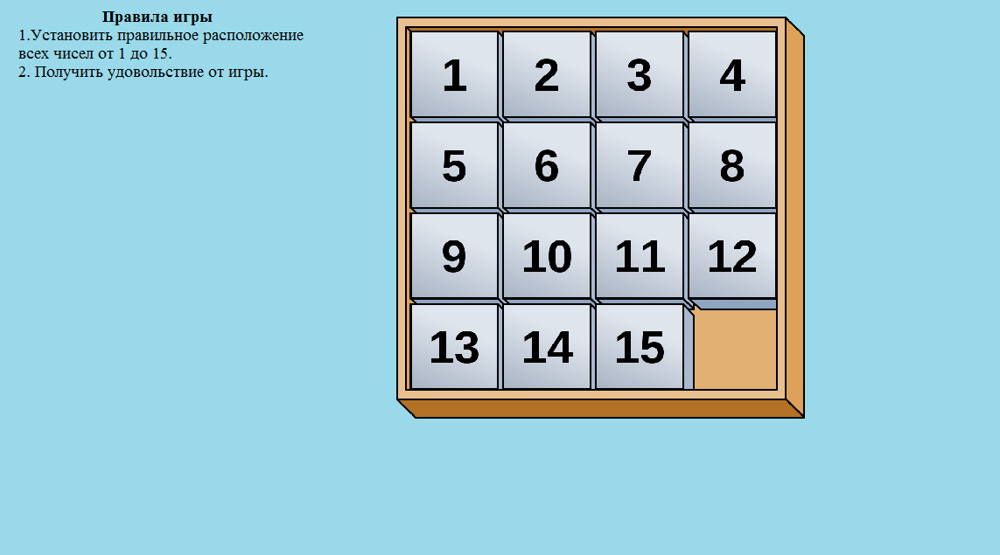 Правила игры
1.Установить правильное расположение
всех чисел от 1 до 15.
2. Получить удовольствие от игры.
1 2 3 4
5 6 7 8
9 10 11 12
13 14 15